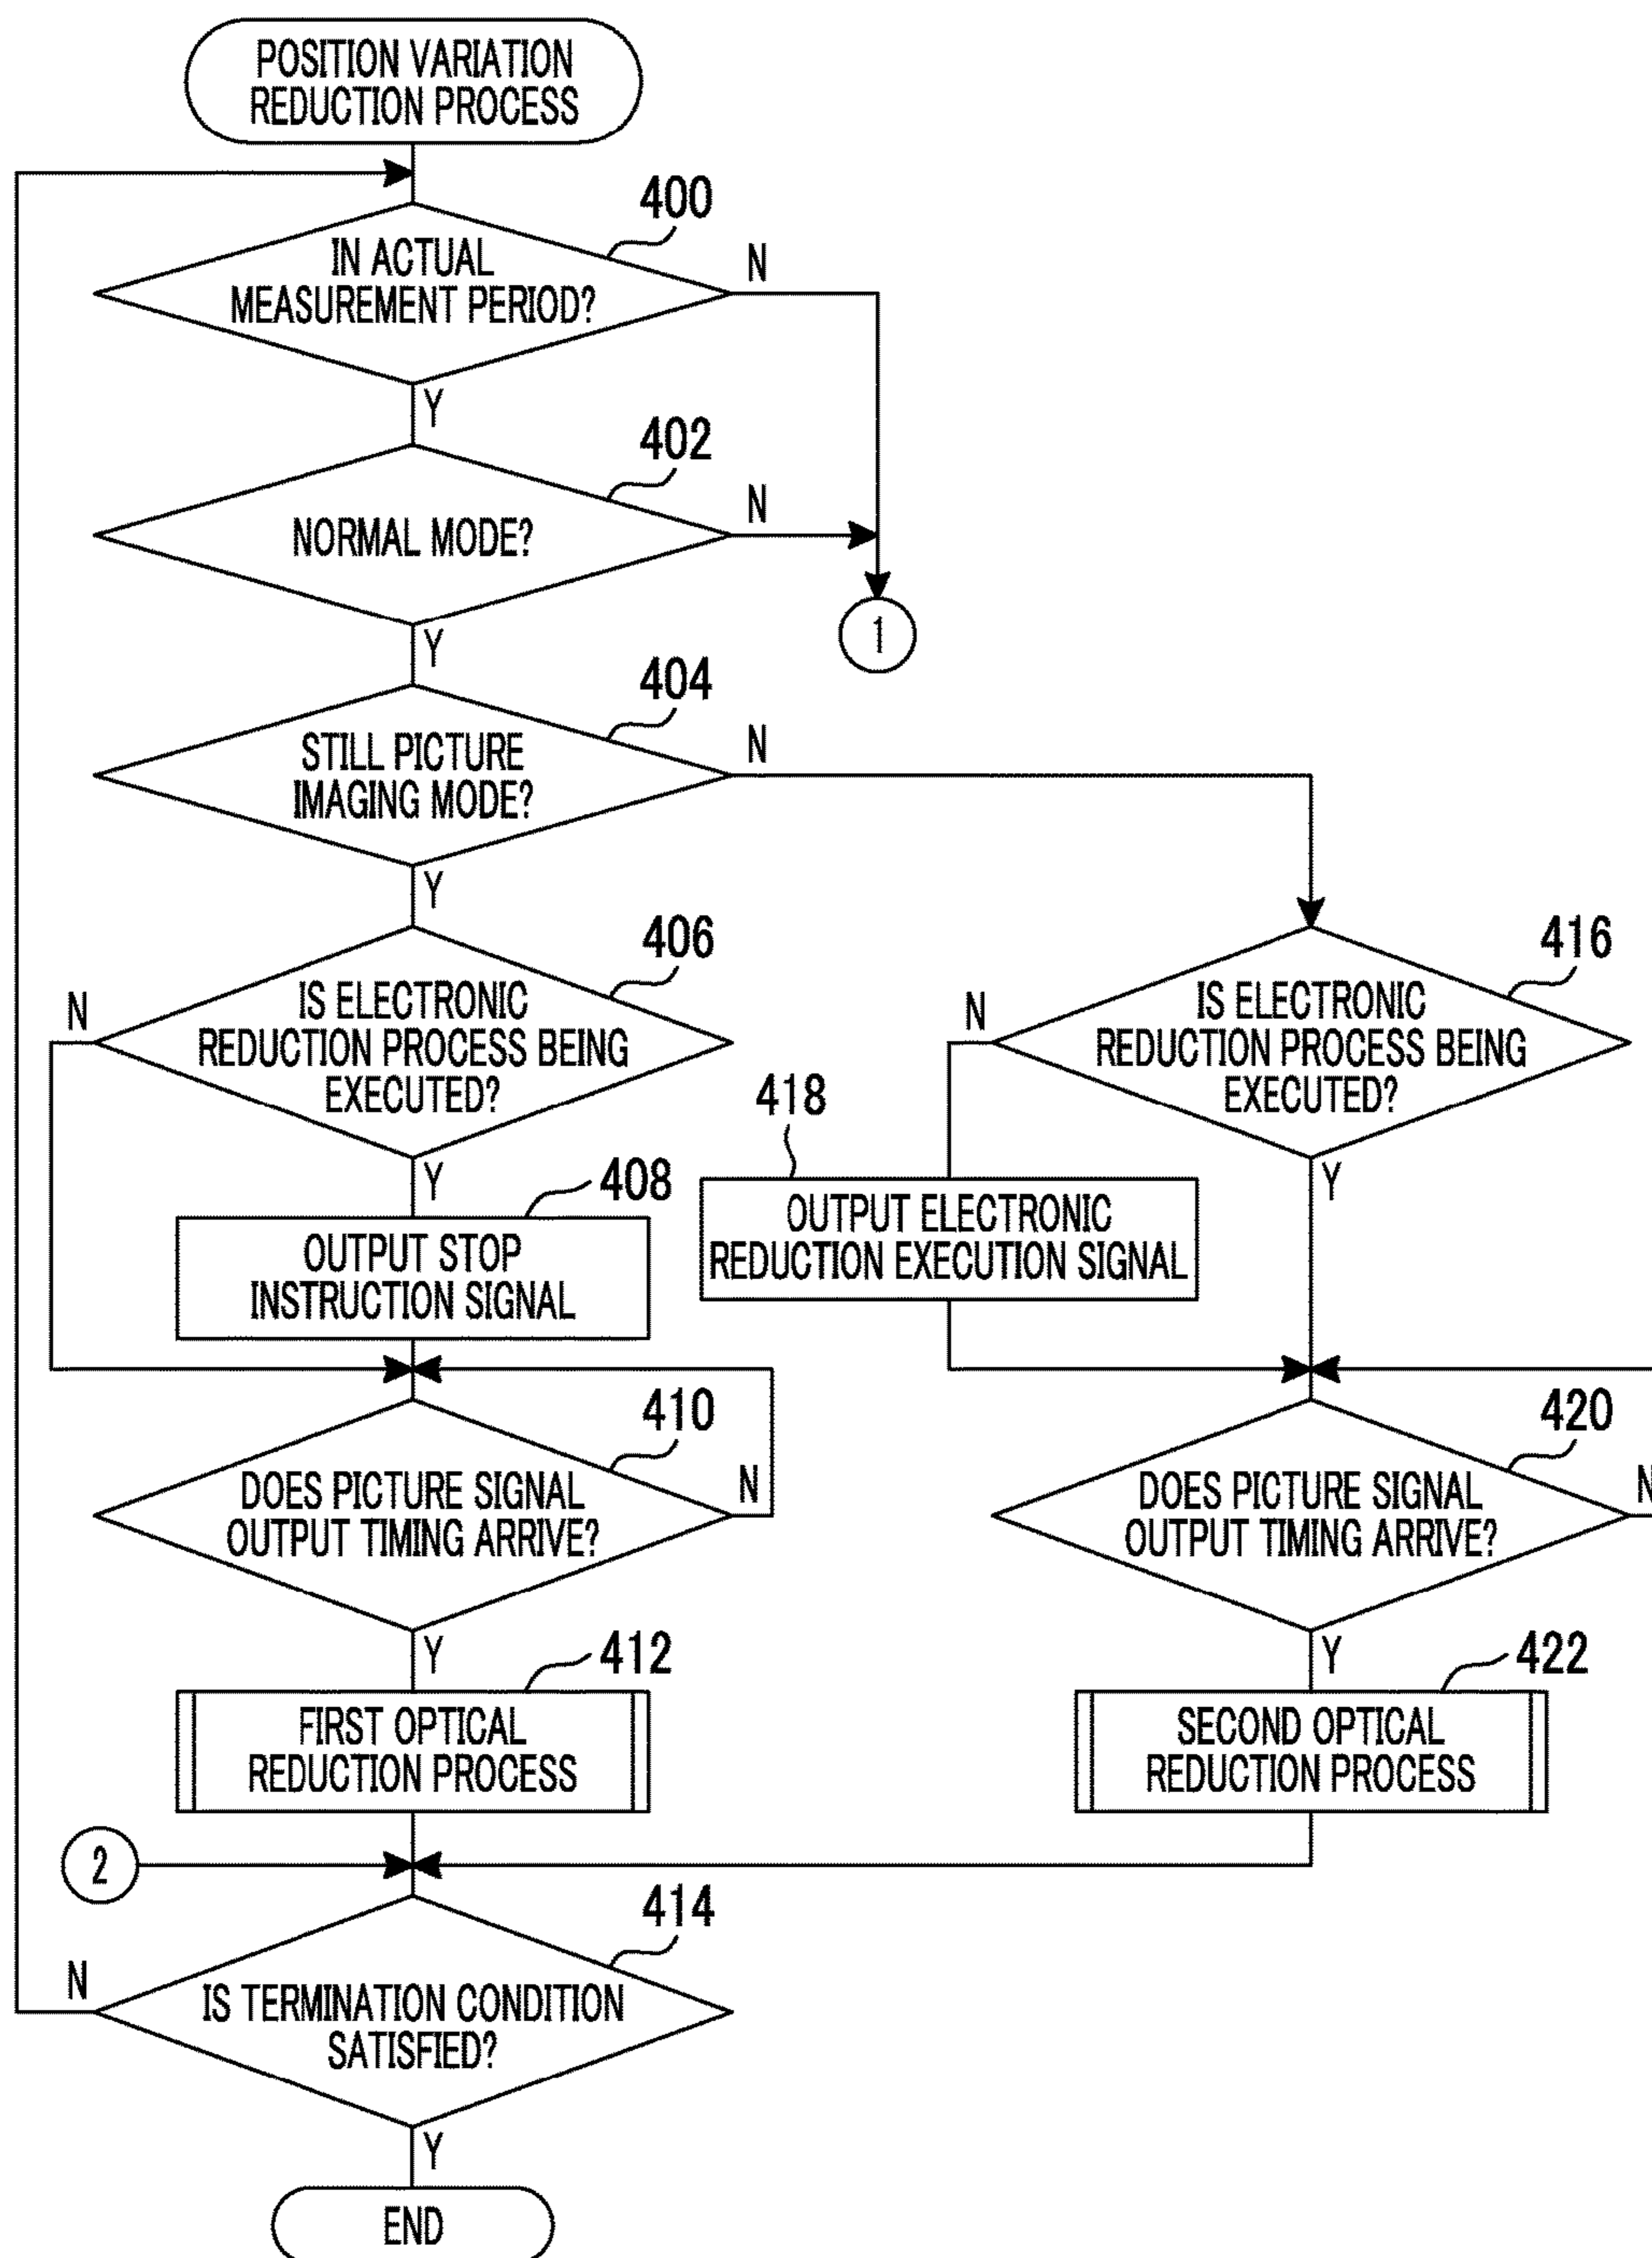 POSITION VARIATION
REDUCTION PROCESS
400
IN ACTUAL
MEASUREMENT PERIOD?
N
Y
402
NORMAL MODE?
N
1
Y
404
STILL PICTURE
IMAGING MODE?
N
Y
406
IS ELECTRONIC
REDUCTION PROCESS BEING
EXECUTED?
N
Y
408
OUTPUT STOP
INSTRUCTION SIGNAL
410
DOES PICTURE SIGNAL
OUTPUT TIMING ARRIVE?
N
Y
412
FIRST OPTICAL
REDUCTION PROCESS
416
IS ELECTRONIC
REDUCTION PROCESS BEING
EXECUTED?
N
418
OUTPUT ELECTRONIC
REDUCTION EXECUTION SIGNAL
Y
420
DOES PICTURE SIGNAL
OUTPUT TIMING ARRIVE?
N
Y
422
SECOND OPTICAL
REDUCTION PROCESS
2
414
IS TERMINATION CONDITION
SATISFIED?
N
Y
END